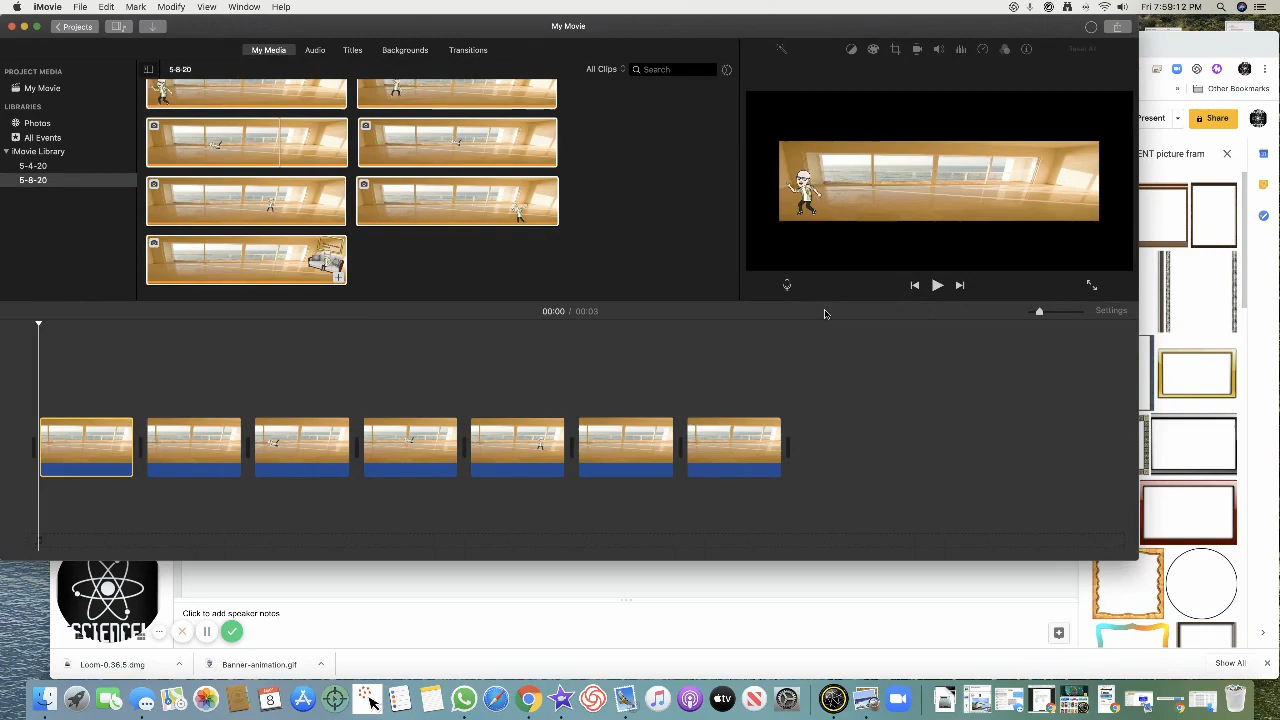 iMovie File Edit Mark Modify View Window Help
Fri 7:59:12 PM
Projects
My Movie
My Media Audio Titles Backgrounds Transitions
Reset All
PROJECT MEDIA
My Movie
LIBRARIES
Photos
All Events
iMovie Library
5-4-20
5-8-20
5-8-20
All Clips
Search
00:00 / 00:03
Settings
Other Bookmarks
Present
Share
ENT picture fram
SCIENCE!
Click to add speaker notes
Loom-0.36.5.dmg
Banner-animation.gif
Show All